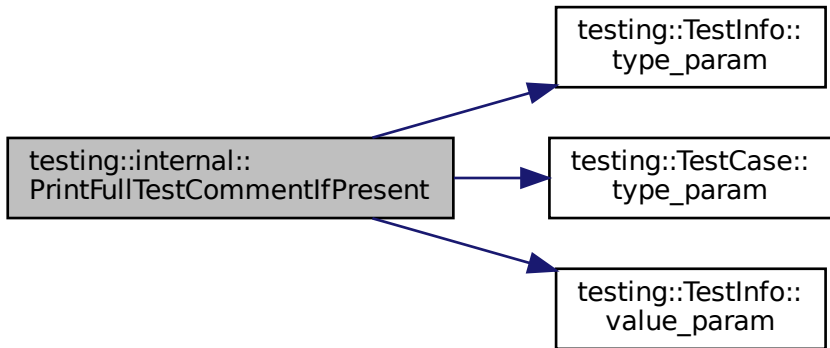 testing::internal::
PrintFullTestCommentIfPresent
testing::TestInfo::
type_param
testing::TestCase::
type_param
testing::TestInfo::
value_param